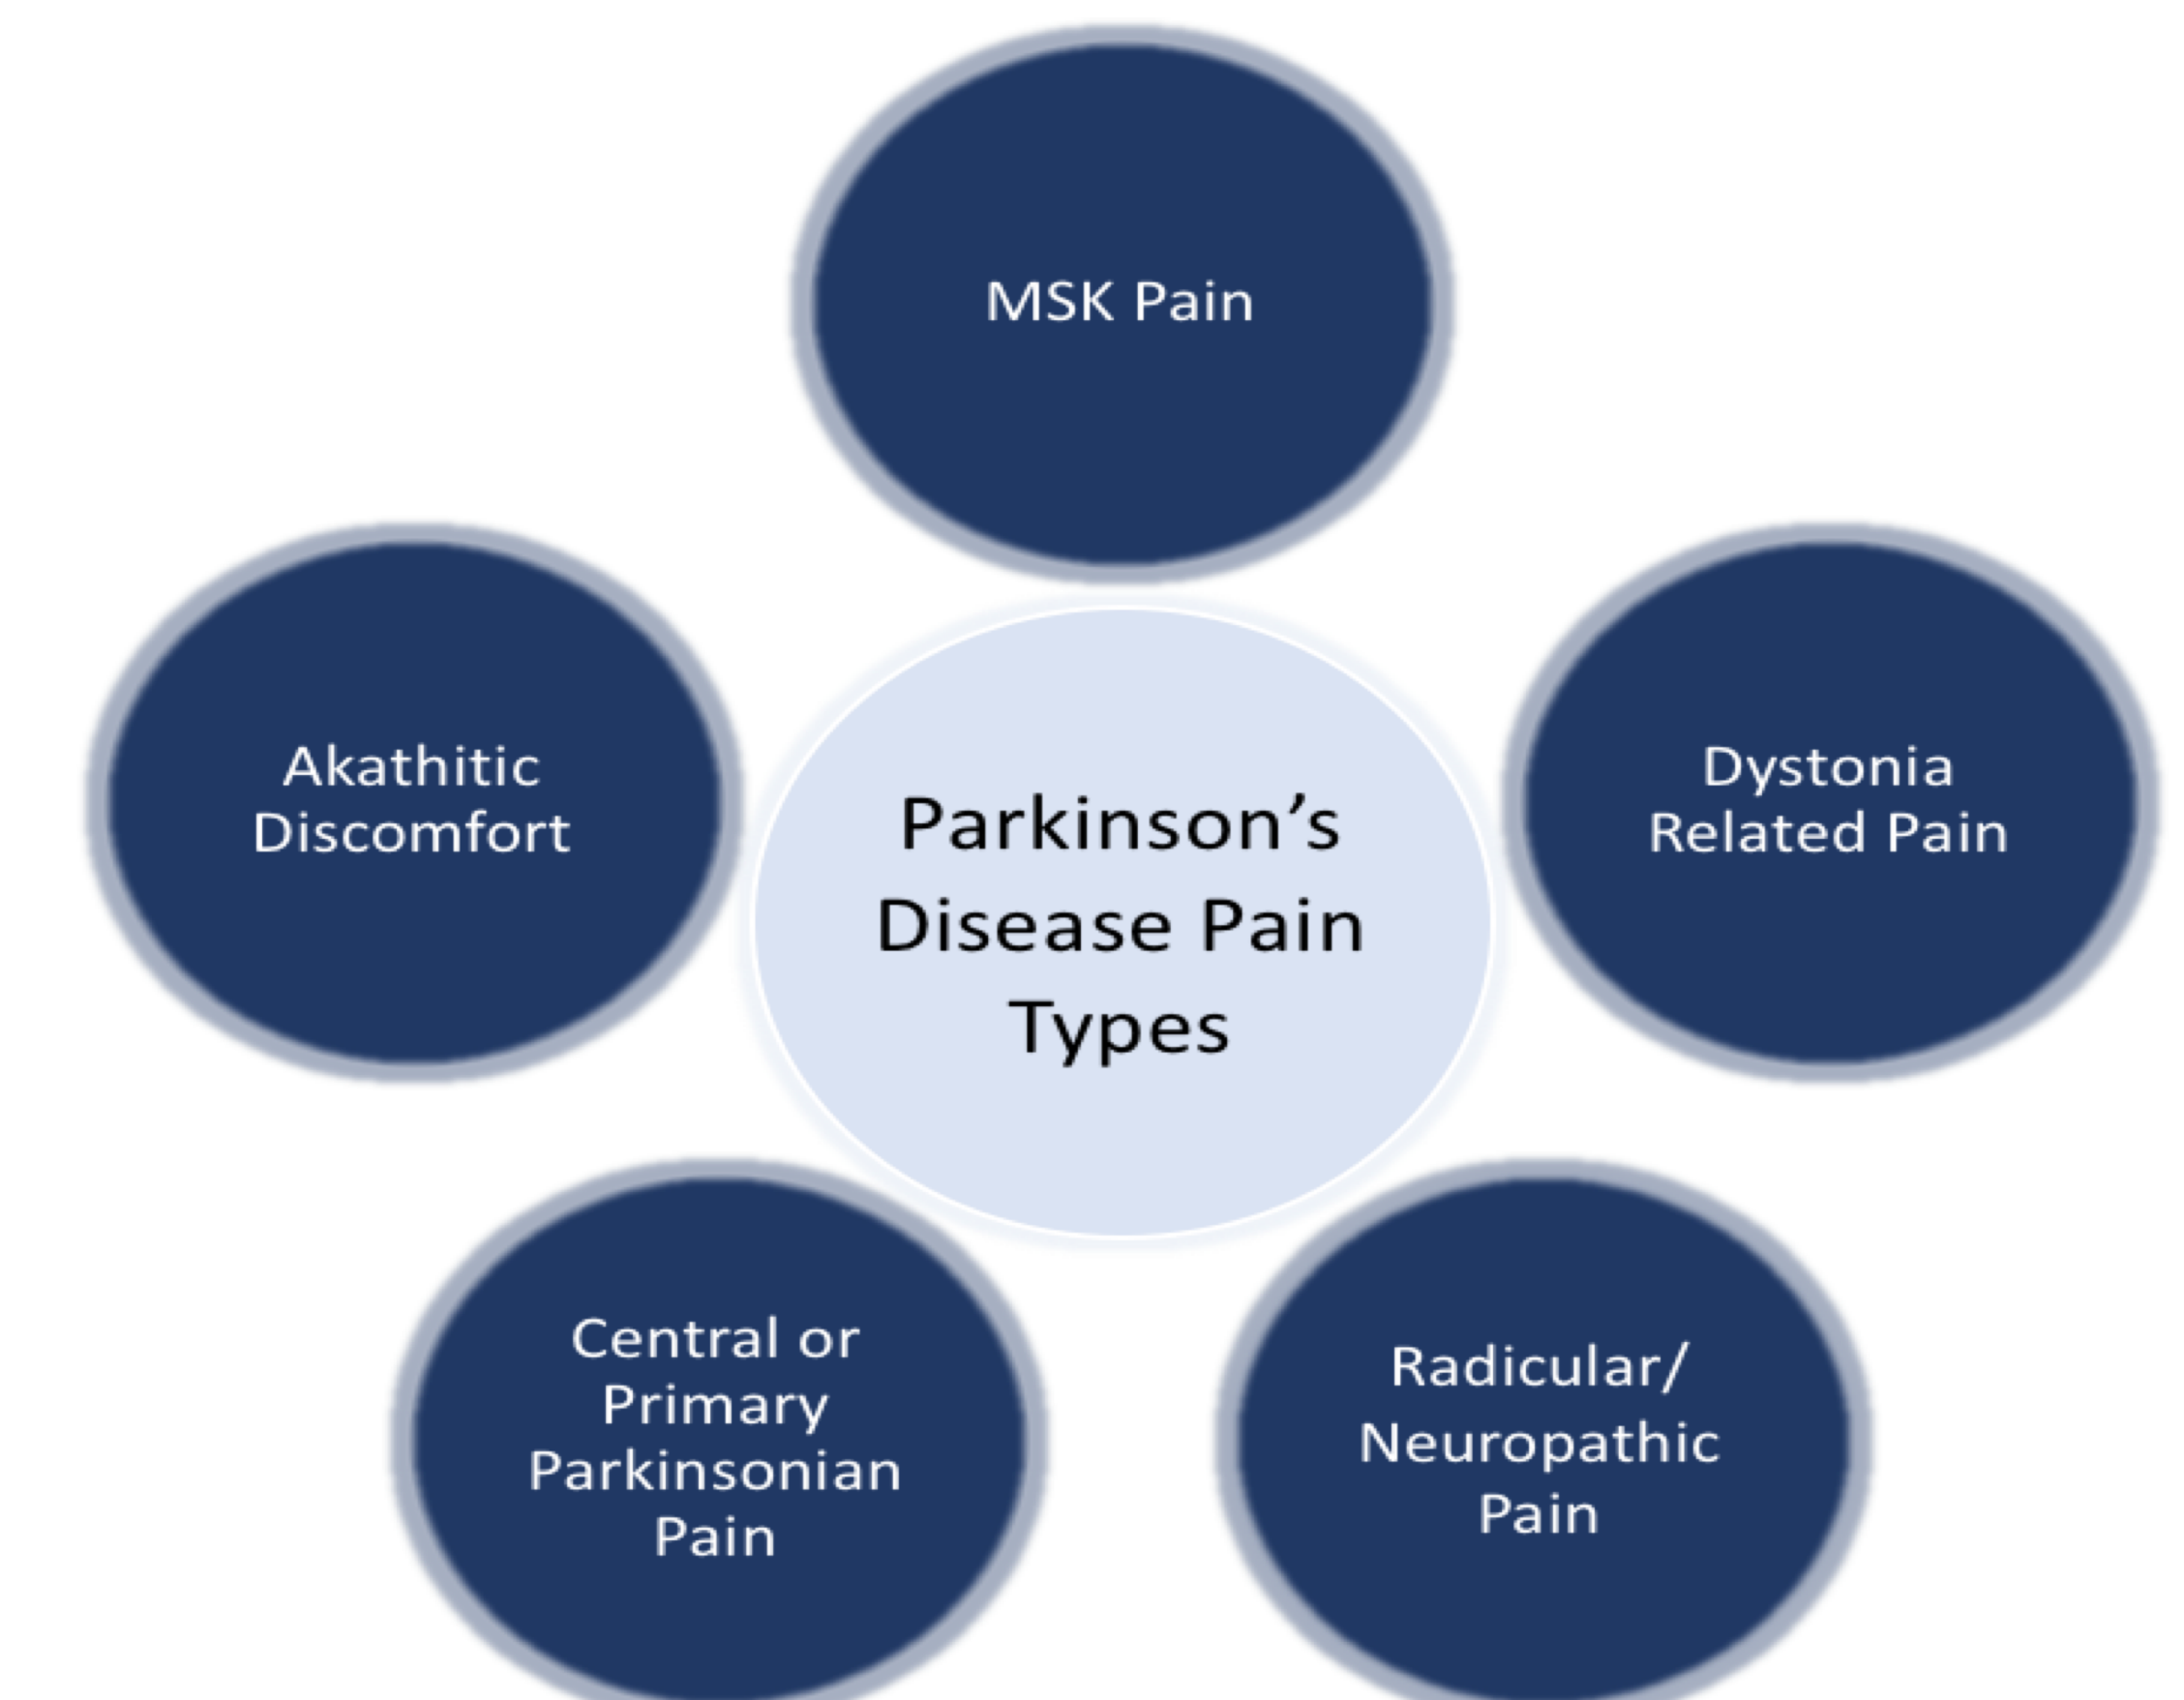 MSK Pain
Akathitic
Discomfort
Dystonia
Related Pain
Parkinson’s
Disease Pain
Types
Central or
Primary
Parkinsonian
Pain
Radicular/
Neuropathic
Pain